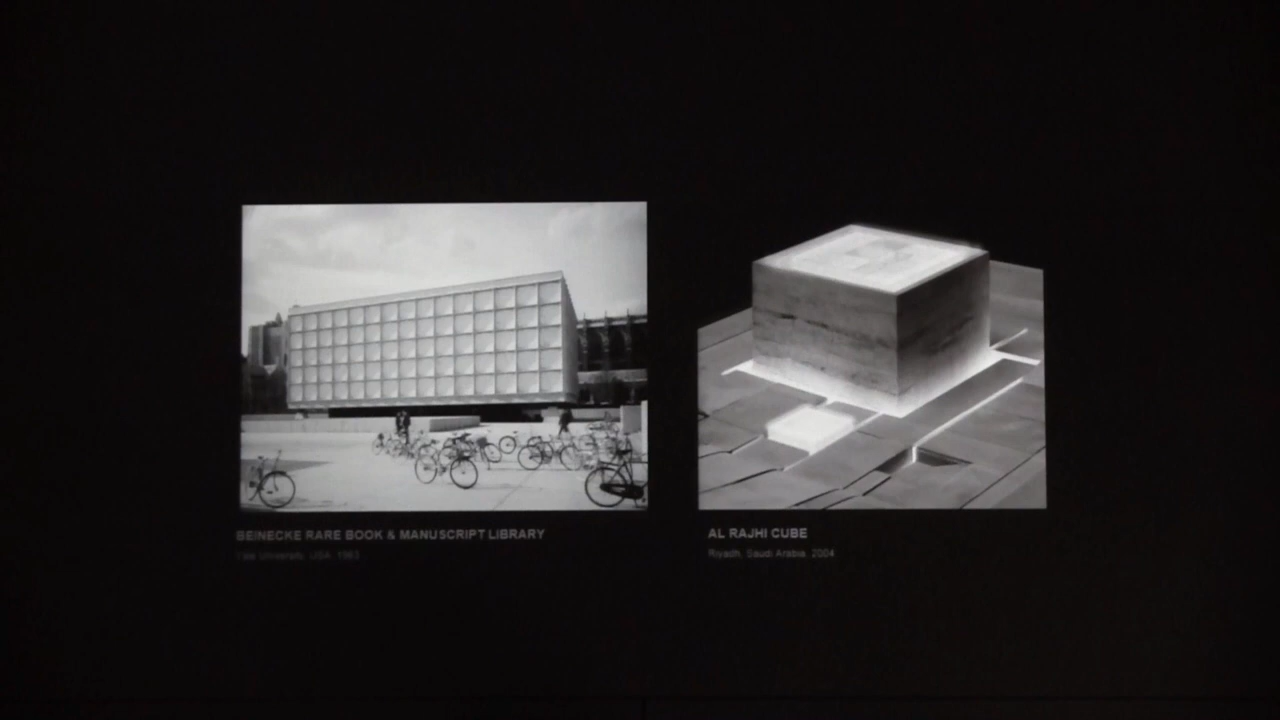 BEINECKE RARE BOOK & MANUSCRIPT LIBRARY
Yale University, USA, 1963
AL RAJHI CUBE
Riyadh, Saudi Arabia, 2004